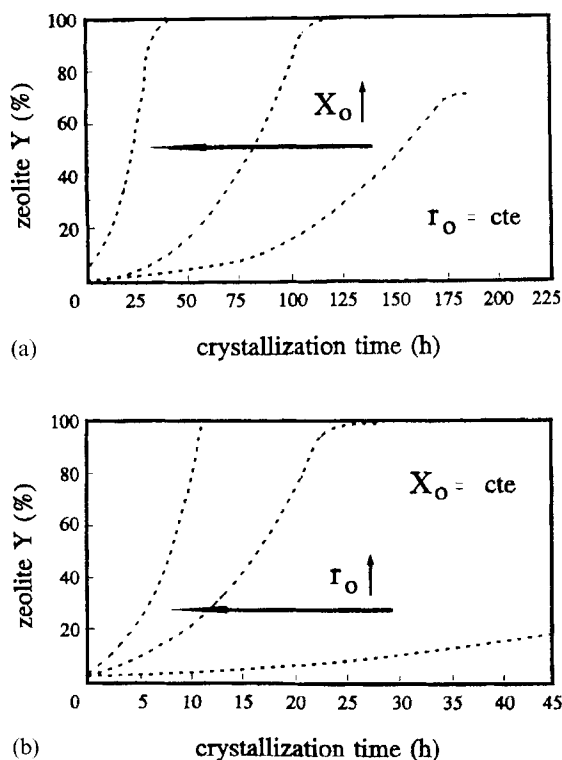 100
80
60
40
20
zeolite Y (%)
X₀ ↑
r₀ = cte
0 25 50 75 100 125 150 175 200 225
(a) crystallization time (h)
100
80
60
40
20
zeolite Y (%)
X₀ = cte
r₀ ↑
0 5 10 15 20 25 30 35 40 45
(b) crystallization time (h)